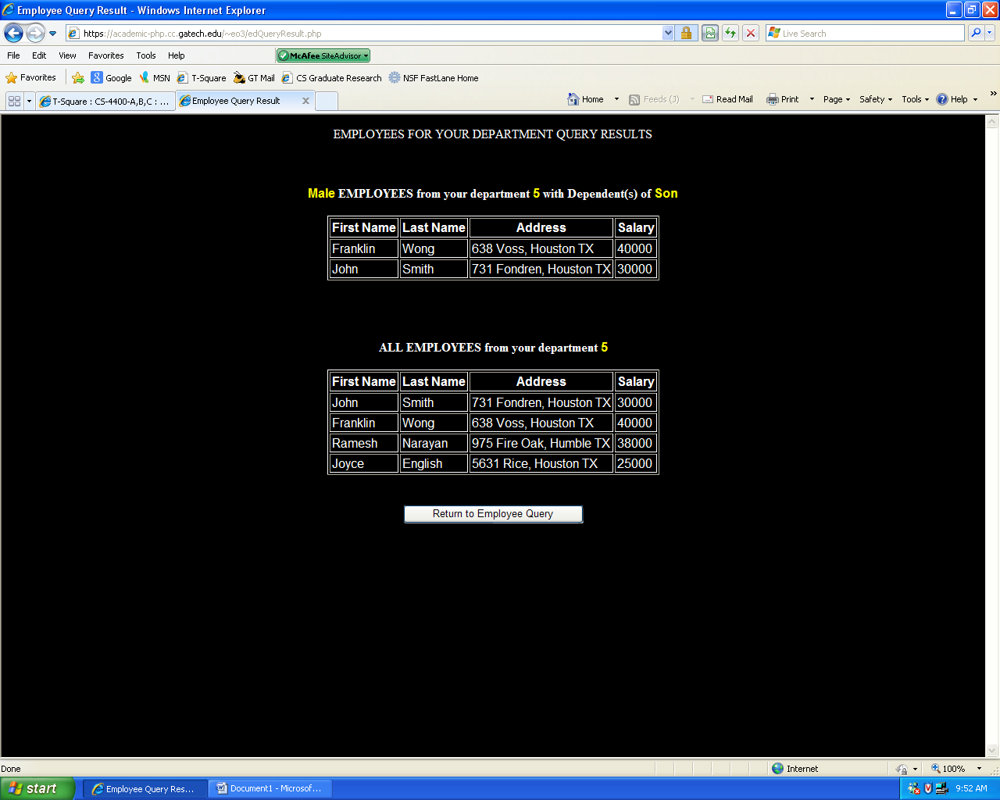 Employee Query Result - Windows Internet Explorer
https://academic-php.cc.gatech.edu/~eo3/edQueryResult.php
Live Search
File Edit View Favorites Tools Help
McAfee SiteAdvisor
Favorites Google MSN T-Square GT Mail CS Graduate Research NSF FastLane Home
T-Square : CS-4400-A,B,C : ... Employee Query Result X Home Feeds (J) Read Mail Print Page Safety Tools Help »
EMPLOYEES FOR YOUR DEPARTMENT QUERY RESULTS
Male EMPLOYEES from your department 5 with Dependent(s) of Son
First Name Last Name Address Salary
Franklin Wong 638 Voss, Houston TX 40000
John Smith 731 Fondren, Houston TX 30000
ALL EMPLOYEES from your department 5
First Name Last Name Address Salary
John Smith 731 Fondren, Houston TX 30000
Franklin Wong 638 Voss, Houston TX 40000
Ramesh Narayan 975 Fire Oak, Humble TX 38000
Joyce English 5631 Rice, Houston TX 25000
Return to Employee Query
Done Internet 100%
start Employee Query Res... Document1 - Microsof... 9:52 AM